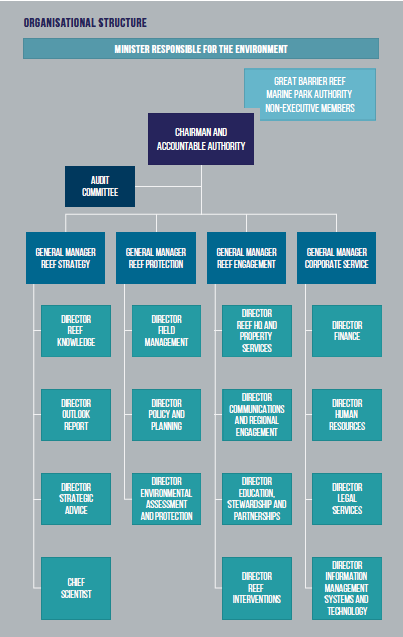 ORGANISATIONAL STRUCTURE
MINISTER RESPONSIBLE FOR THE ENVIRONMENT
GREAT BARRIER REEF
MARINE PARK AUTHORITY
NON-EXECUTIVE MEMBERS
CHAIRMAN AND
ACCOUNTABLE AUTHORITY
AUDIT
COMMITTEE
GENERAL MANAGER
REEF STRATEGY
GENERAL MANAGER
REEF PROTECTION
GENERAL MANAGER
REEF ENGAGEMENT
GENERAL MANAGER
CORPORATE SERVICE
DIRECTOR
REEF
KNOWLEDGE
DIRECTOR
FIELD
MANAGEMENT
DIRECTOR
REEF HQ AND
PROPERTY
SERVICES
DIRECTOR
FINANCE
DIRECTOR
OUTLOOK
REPORT
DIRECTOR
POLICY AND
PLANNING
DIRECTOR
COMMUNICATIONS
AND REGIONAL
ENGAGEMENT
DIRECTOR
HUMAN
RESOURCES
DIRECTOR
STRATEGIC
ADVICE
DIRECTOR
ENVIRONMENTAL
ASSESSMENT
AND PROTECTION
DIRECTOR
EDUCATION,
STEWARDSHIP AND
PARTNERSHIPS
DIRECTOR
LEGAL
SERVICES
CHIEF
SCIENTIST
DIRECTOR
REEF
INTERVENTIONS
DIRECTOR
INFORMATION
MANAGEMENT
SYSTEMS AND
TECHNOLOGY